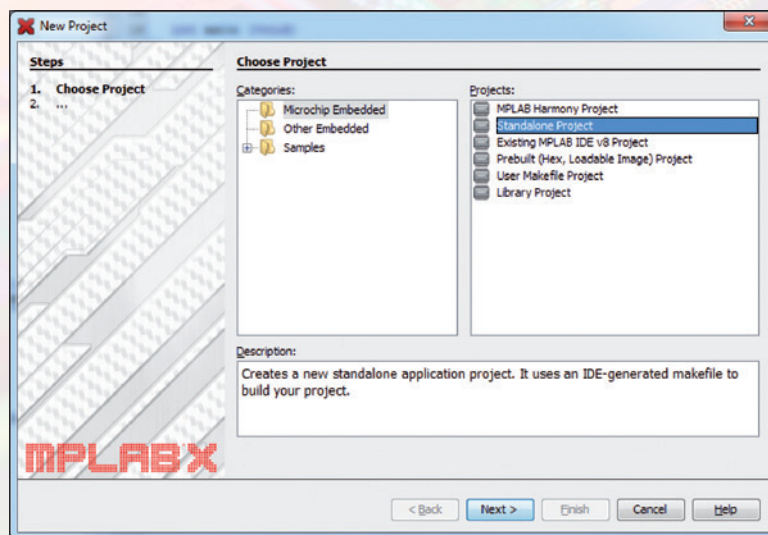 New Project
Steps
1. Choose Project
2. ...
Choose Project
Categories:
Microchip Embedded
Other Embedded
Samples
Projects:
MPLAB Harmony Project
Standalone Project
Existing MPLAB IDE v8 Project
Prebuilt (Hex, Loadable Image) Project
User Makefile Project
Library Project
Description:
Creates a new standalone application project. It uses an IDE-generated makefile to
build your project.
MPLABX
< Back
Next >
Finish
Cancel
Help